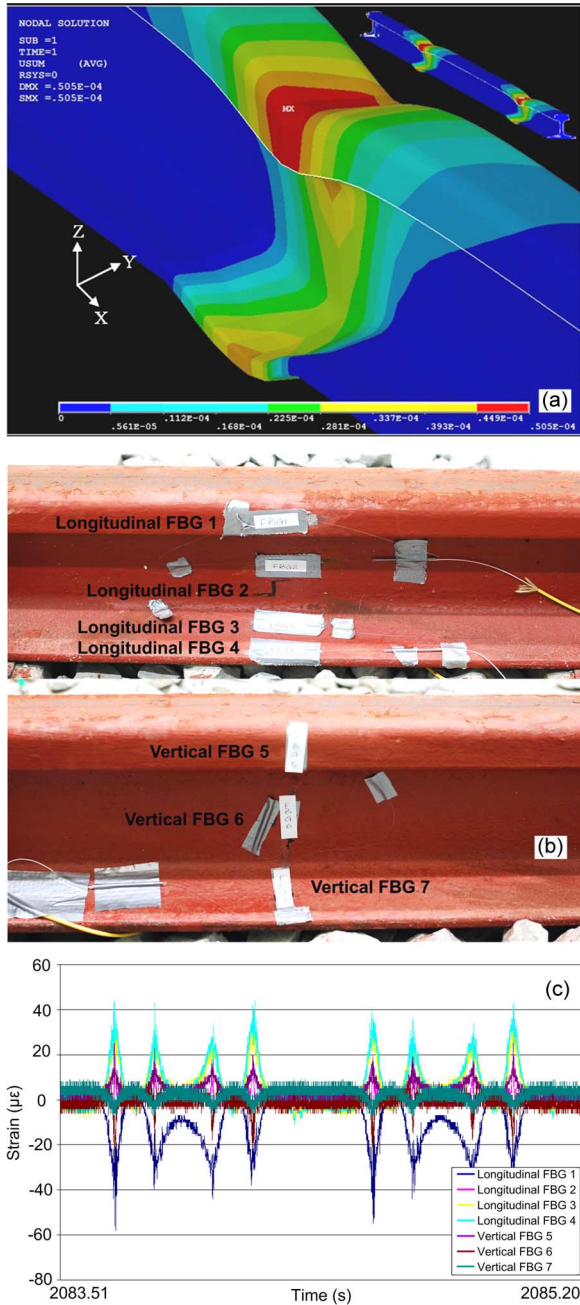 NODAL SOLUTION
SUB =1
TIME=1
USUM (AVG)
RSYS=0
DMX =.505E-04
SMX =.505E-04
MX
Z
Y
X
(a)
0 .112E-04 .225E-04 .337E-04 .449E-04
.561E-05 .168E-04 .281E-04 .393E-04 .505E-04
Longitudinal FBG 1
FBG1
FBG2
Longitudinal FBG 2
Longitudinal FBG 3
Longitudinal FBG 4
Vertical FBG 5
Vertical FBG 6
FBG6
(b)
Vertical FBG 7
(c)
60
40
20
0
-20
-40
-60
-80
Strain (με)
Longitudinal FBG 1
Longitudinal FBG 2
Longitudinal FBG 3
Longitudinal FBG 4
Vertical FBG 5
Vertical FBG 6
Vertical FBG 7
2083.51 Time (s) 2085.20